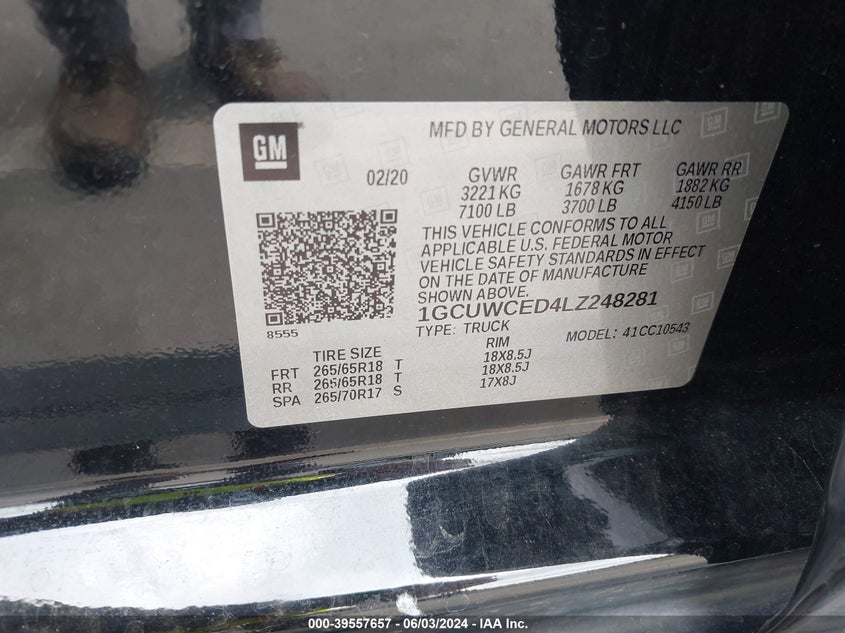 GM
MFD BY GENERAL MOTORS LLC
02/20
GVWR GAWR FRT GAWR RR
3221 KG 1678 KG 1882 KG
7100 LB 3700 LB 4150 LB
THIS VEHICLE CONFORMS TO ALL
APPLICABLE U.S. FEDERAL MOTOR
VEHICLE SAFETY STANDARDS IN EFFECT
ON THE DATE OF MANUFACTURE
SHOWN ABOVE.
1GCUWCED4LZ248281
8555
TYPE: TRUCK MODEL: 41CC10543
TIRE SIZE RIM
FRT 265/65R18 T 18X8.5J
RR 265/65R18 T 18X8.5J
SPA 265/70R17 S 17X8J
000-39557657 - 06/03/2024 - IAA Inc.